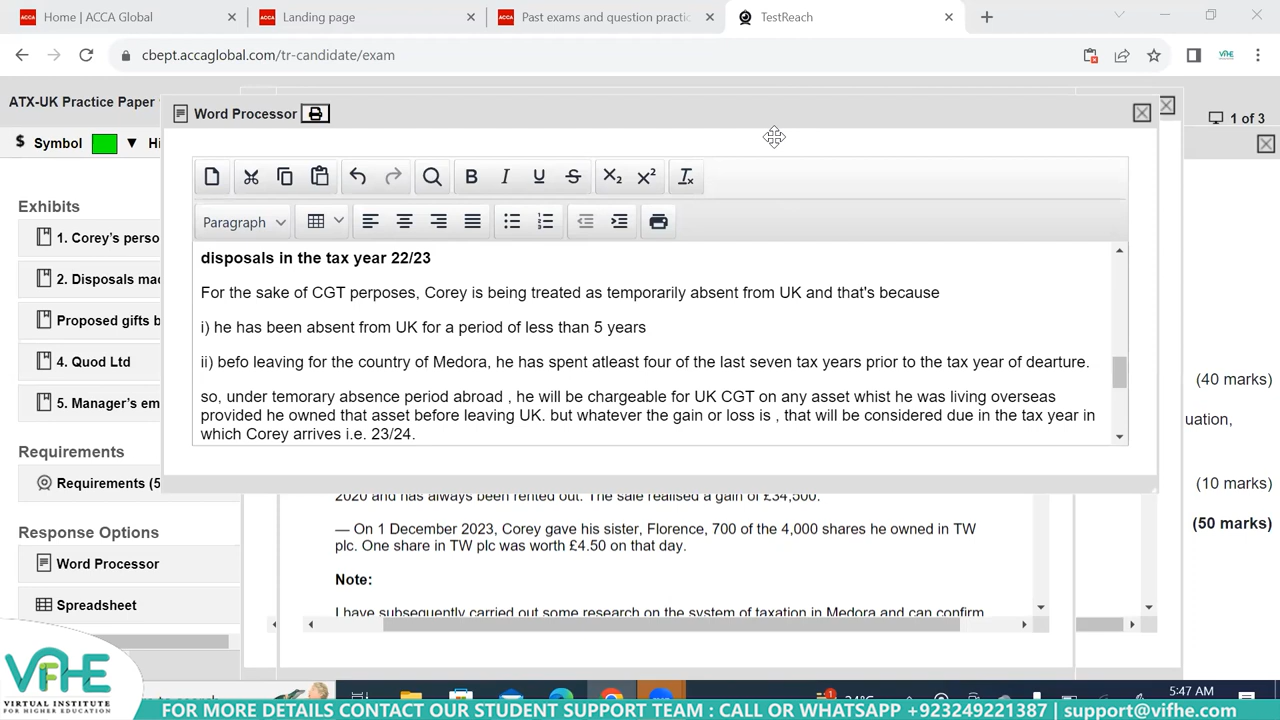 Home | ACCA Global
Landing page
Past exams and question practi
TestReach
cbept.accaglobal.com/tr-candidate/exam
ATX-UK Practice Paper
Word Processor
1 of 3
$ Symbol
Hi
Exhibits
1. Corey's perso
2. Disposals mad
Proposed gifts b
4. Quod Ltd
5. Manager's em
Requirements
Requirements (5
Response Options
Word Processor
Spreadsheet
Paragraph
disposals in the tax year 22/23
For the sake of CGT perposes, Corey is being treated as temporarily absent from UK and that's because
i) he has been absent from UK for a period of less than 5 years
ii) befo leaving for the country of Medora, he has spent atleast four of the last seven tax years prior to the tax year of dearture.
so, under temorary absence period abroad , he will be chargeable for UK CGT on any asset whist he was living overseas
provided he owned that asset before leaving UK. but whatever the gain or loss is , that will be considered due in the tax year in
which Corey arrives i.e. 23/24.
(40 marks)
uation,
(10 marks)
(50 marks)
2020 and has always been rented out. The sale realised a gain of £34,500.
— On 1 December 2023, Corey gave his sister, Florence, 700 of the 4,000 shares he owned in TW
plc. One share in TW plc was worth £4.50 on that day.
Note:
I have subsequently carried out some research on the system of taxation in Medora and can confirm
5:47 AM
VFHE
VIRTUAL INSTITUTE
FOR HIGHER EDUCATION
FOR MORE DETAILS CONTACT OUR STUDENT SUPPORT TEAM : CALL OR WHATSAPP +923249221387 | support@vifhe.com